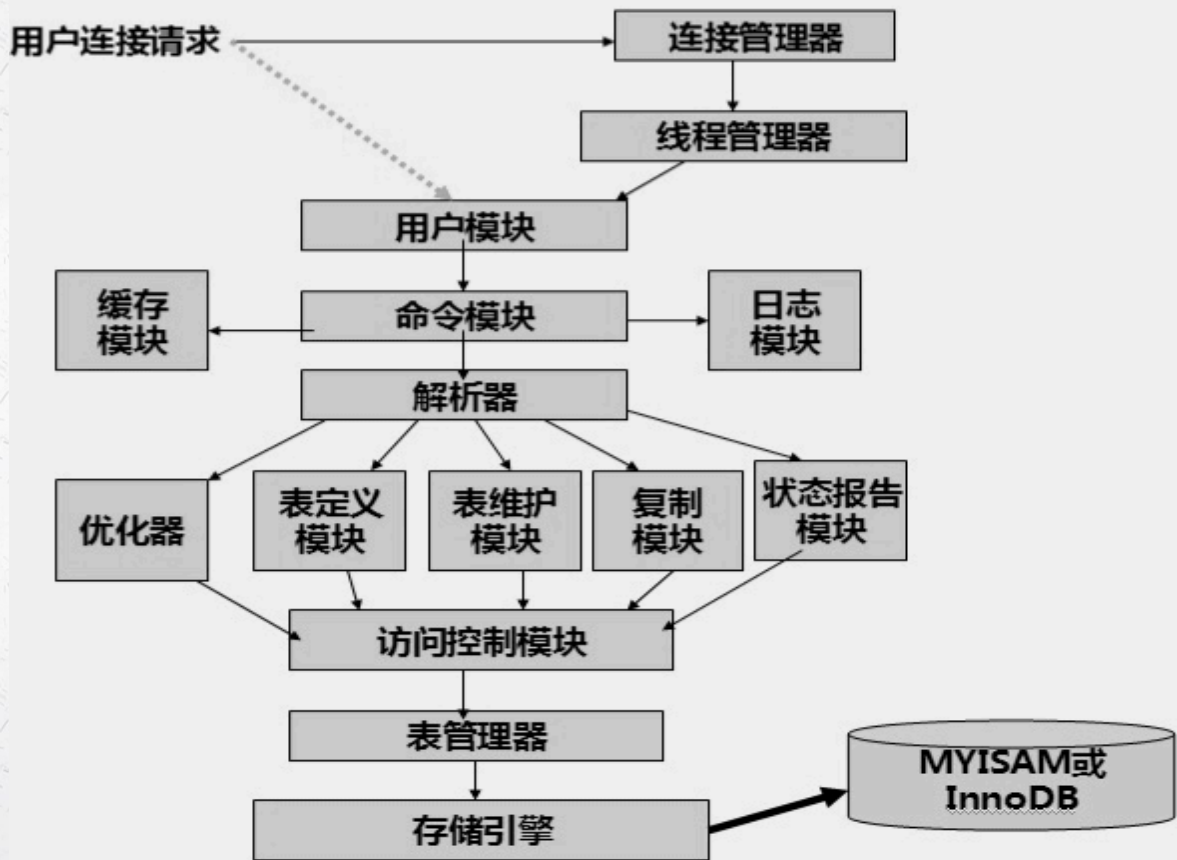 用户连接请求
连接管理器
线程管理器
用户模块
缓存
模块
命令模块
日志
模块
解析器
优化器
表定义
模块
表维护
模块
复制
模块
状态报告
模块
访问控制模块
表管理器
存储引擎
MYISAM或
InnoDB